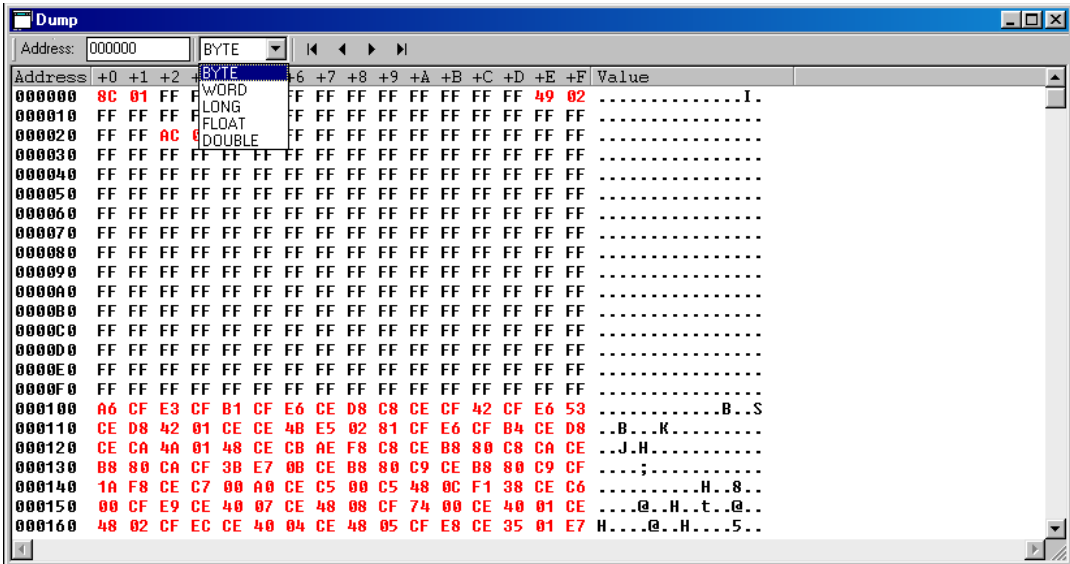 Dump
Address: 000000 BYTE
Address +0 +1 +2 +6 +7 +8 +9 +A +B +C +D +E +F Value
BYTE
WORD
LONG
FLOAT
DOUBLE
000000 8C 01 FF FF FF FF FF FF FF FF FF 49 02 ..............I.
000010 FF FF FF FF FF FF FF FF FF FF FF FF FF ................
000020 FF FF AC FF FF FF FF FF FF FF FF FF FF ................
000030 FF FF FF FF FF FF FF FF FF FF FF FF FF FF FF FF ................
000040 FF FF FF FF FF FF FF FF FF FF FF FF FF FF FF FF ................
000050 FF FF FF FF FF FF FF FF FF FF FF FF FF FF FF FF ................
000060 FF FF FF FF FF FF FF FF FF FF FF FF FF FF FF FF ................
000070 FF FF FF FF FF FF FF FF FF FF FF FF FF FF FF FF ................
000080 FF FF FF FF FF FF FF FF FF FF FF FF FF FF FF FF ................
000090 FF FF FF FF FF FF FF FF FF FF FF FF FF FF FF FF ................
0000A0 FF FF FF FF FF FF FF FF FF FF FF FF FF FF FF FF ................
0000B0 FF FF FF FF FF FF FF FF FF FF FF FF FF FF FF FF ................
0000C0 FF FF FF FF FF FF FF FF FF FF FF FF FF FF FF FF ................
0000D0 FF FF FF FF FF FF FF FF FF FF FF FF FF FF FF FF ................
0000E0 FF FF FF FF FF FF FF FF FF FF FF FF FF FF FF FF ................
0000F0 FF FF FF FF FF FF FF FF FF FF FF FF FF FF FF FF ................
000100 A6 CF E3 CF B1 CF E6 CE D8 C8 CE CF 42 CF E6 53 ............B..S
000110 CE D8 42 01 CE CE 4B E5 02 81 CF E6 CF B4 CE D8 ..B...K.........
000120 CE CA 4A 01 48 CE CB AE F8 C8 CE B8 80 C8 CA CE ..J.H...........
000130 B8 80 CA CF 3B E7 0B CE B8 80 C9 CE B8 80 C9 CF ....;...........
000140 1A F8 CE C7 00 A0 CE C5 00 C5 48 0C F1 38 CE C6 ..........H..8..
000150 00 CF E9 CE 40 07 CE 48 08 CF 74 00 CE 40 01 CE ....@..H..t..@..
000160 48 02 CF EC CE 40 04 CE 48 05 CF E8 CE 35 01 E7 H....@..H....5..